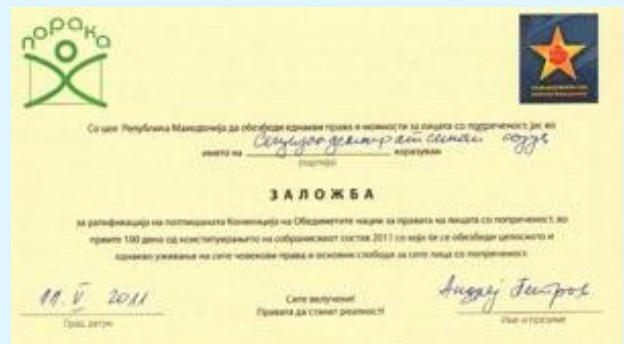 порака
Со цел Република Македонија да обезбеди еднакви права и можности за лицата со попреченост, јас во
името на Социјалдемократски сојуз изразувам
(партија)
ЗАЛОЖБА
за ратификација на потпишаната Конвенција на Обединетите нации за правата на лицата со попреченост, во
првите 100 дена од конституирањето на собранискиот состав 2011 со која ќе се обезбеди целосното и
еднакво уживање на сите човекови права и основни слободи за сите лица со попреченост.
11. V 2011
Град, датум
Сите вклучени!
Правата да станат реалност!
Андреј Петров
Име и презиме